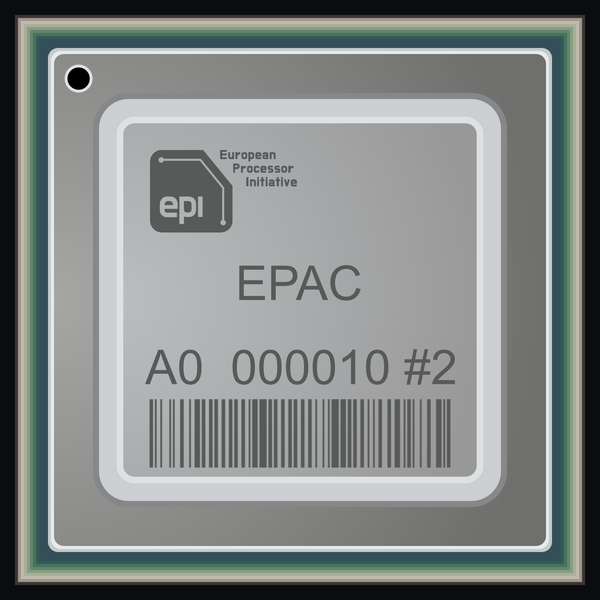 European
Processor
Initiative
epi
EPAC
A0 000010 #2